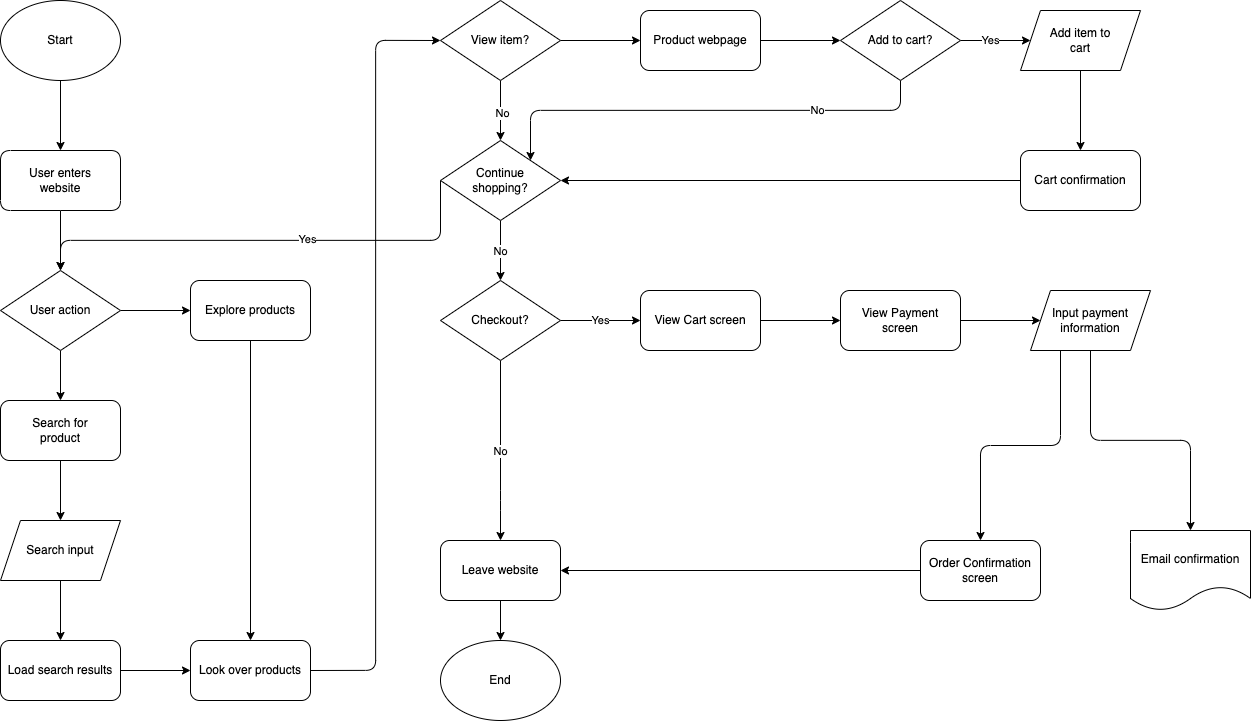 Start
View item?
Product webpage
Add to cart?
Yes
Add item to
cart
No
No
User enters
website
Continue
shopping?
Cart confirmation
Yes
No
User action
Explore products
Checkout?
Yes
View Cart screen
View Payment
screen
Input payment
information
Search for
product
No
Search input
Leave website
Order Confirmation
screen
Email confirmation
Load search results
Look over products
End